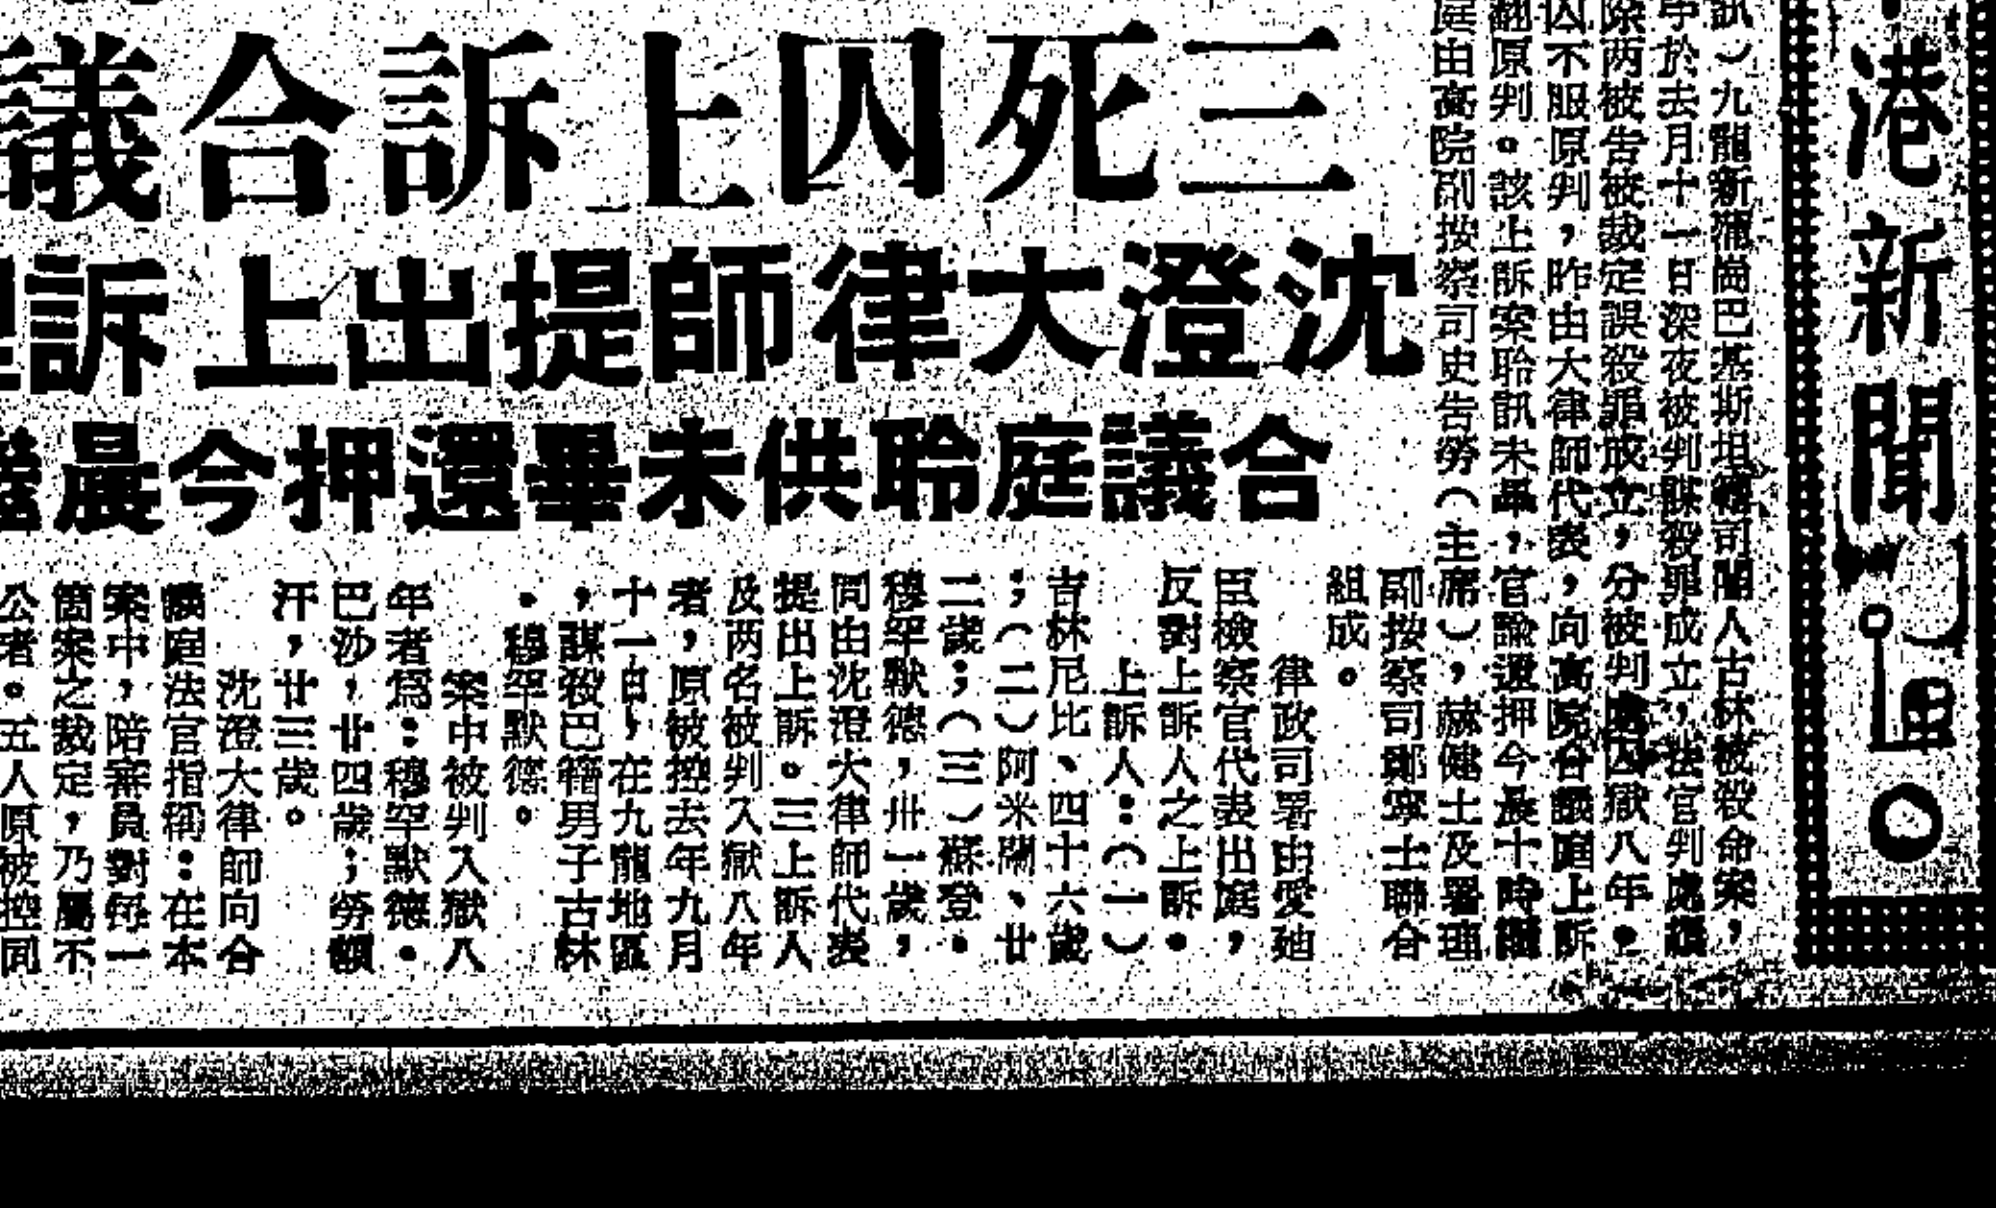 港新聞
訊）九龍新蒲崗巴基斯坦籍司閽人古林被殺命案，
於去月十一日深夜被判謀殺罪成立，法官判處
除两被告被裁定誤殺罪成立，分被判處囚獄八年。
囚不服原判，昨由大律師代表，向高院合議庭上訴
翻原判。該上訴案聆訊未畢，官諭還押今晨十時
庭由高院副按察司史告勞（主席），赫健士及署理
副按察司鄭寧士聯合
組成。
三死囚上訴合議
沈澄大律師提出上訴
合議庭聆供未畢還押今晨
律政司署由愛廸
臣檢察官代表出庭，
反對上訴人之上訴。
上訴人：（一）
吉林尼比、四十六歲
；（二）阿米關、廿
二歲；（三）蘇登。
穆罕默德，卅一歲，
同由沈澄大律師代表
提出上訴。三上訴人
及两名被判入獄八年
者，原被控去年九月
十一日，在九龍地區
，謀殺巴籍男子古林
。穆罕默德。
案中被判入獄八
年者為：穆罕默德。
巴沙，廿四歲；勞額
汗，廿三歲。
沈澄大律師向合
議庭法官指稱：在本
案中，陪審員對每一
箇案之裁定，乃屬不
公者。五人原被控同